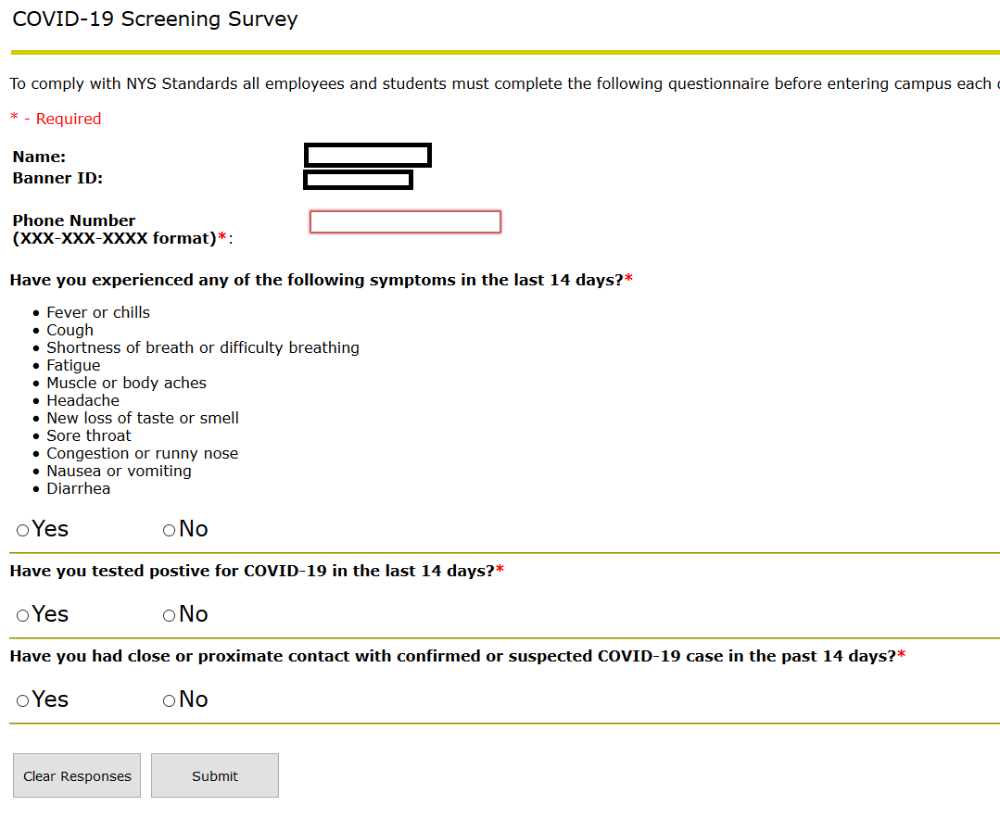 COVID-19 Screening Survey
To comply with NYS Standards all employees and students must complete the following questionnaire before entering campus each
* - Required
Name:
Banner ID:
Phone Number
(XXX-XXX-XXXX format)*:
Have you experienced any of the following symptoms in the last 14 days?*
• Fever or chills
• Cough
• Shortness of breath or difficulty breathing
• Fatigue
• Muscle or body aches
• Headache
• New loss of taste or smell
• Sore throat
• Congestion or runny nose
• Nausea or vomiting
• Diarrhea
Yes No
Have you tested postive for COVID-19 in the last 14 days?*
Yes No
Have you had close or proximate contact with confirmed or suspected COVID-19 case in the past 14 days?*
Yes No
Clear Responses Submit